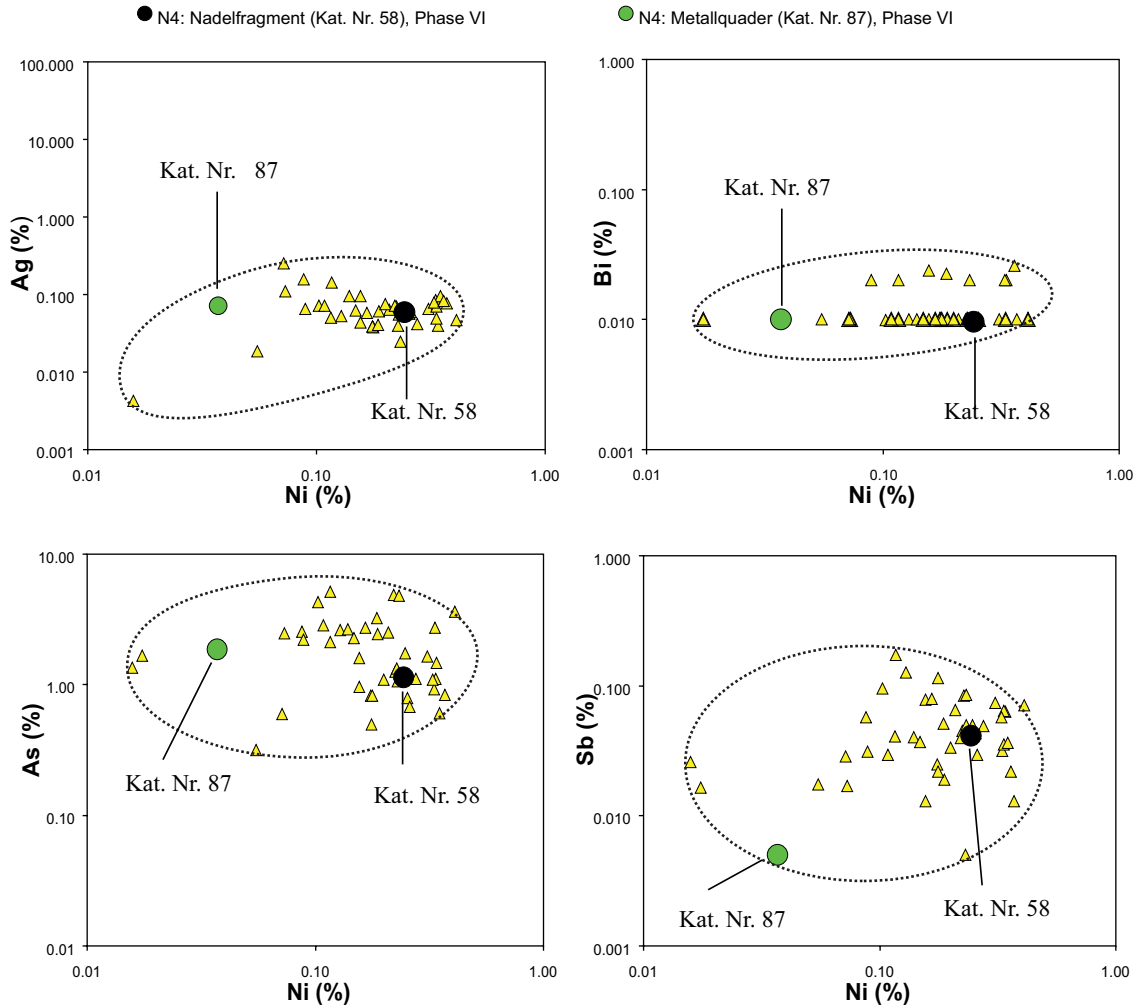 N4: Nadelfragment (Kat. Nr. 58), Phase VI
N4: Metallquader (Kat. Nr. 87), Phase VI
100.000
10.000
1.000
0.100
0.010
0.001
Ag (%)
Kat. Nr. 87
Kat. Nr. 58
0.01
0.10
1.00
Ni (%)
1.000
0.100
0.010
0.001
Bi (%)
Kat. Nr. 87
Kat. Nr. 58
0.01
0.10
1.00
Ni (%)
10.00
1.00
0.10
0.01
As (%)
Kat. Nr. 87
Kat. Nr. 58
0.01
0.10
1.00
Ni (%)
1.000
0.100
0.010
0.001
Sb (%)
Kat. Nr. 87
Kat. Nr. 58
0.01
0.10
1.00
Ni (%)